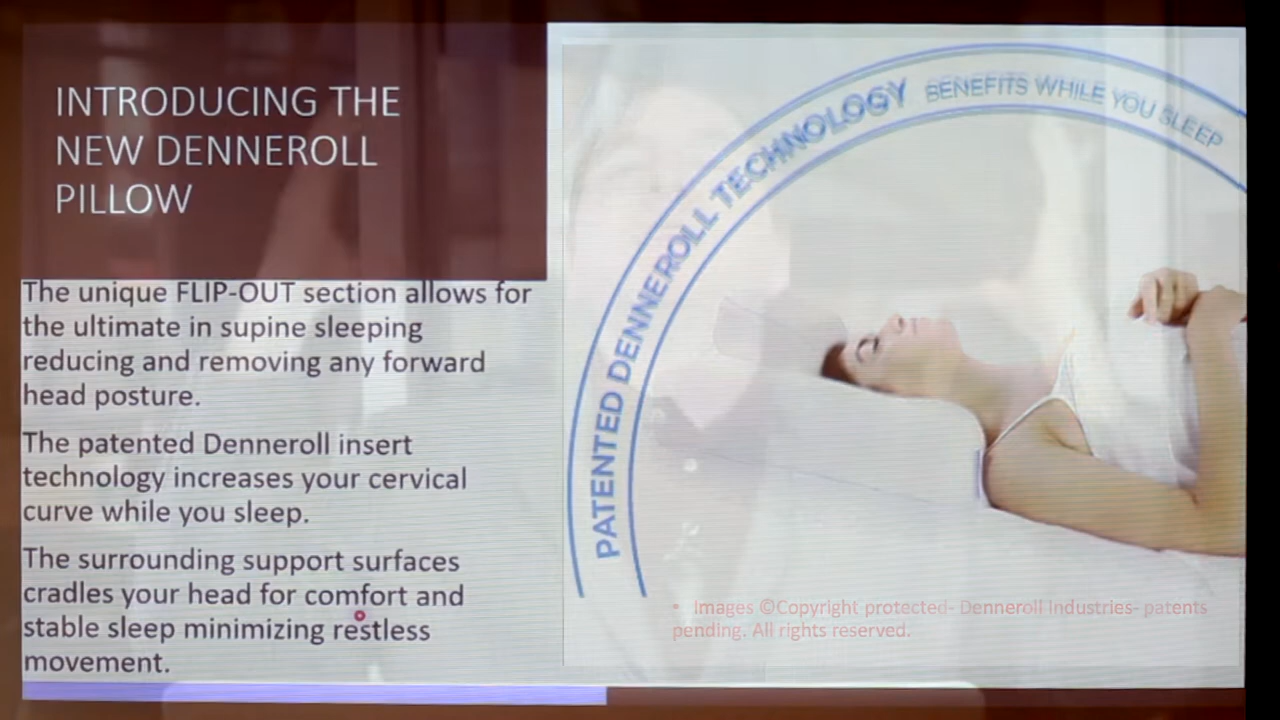 INTRODUCING THE
NEW DENNEROLL
PILLOW
The unique FLIP-OUT section allows for
the ultimate in supine sleeping
reducing and removing any forward
head posture.
The patented Denneroll insert
technology increases your cervical
curve while you sleep.
The surrounding support surfaces
cradles your head for comfort and
stable sleep minimizing restless
movement.
PATENTED DENNEROLL TECHNOLOGY BENEFITS WHILE YOU SLEEP
• Images ©Copyright protected- Denneroll Industries- patents
pending. All rights reserved.